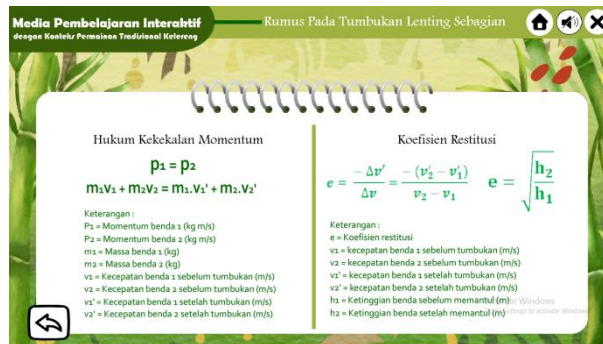 Media Pembelajaran Interaktif
dengan Konteks Permainan Tradisional Kelereng
Rumus Pada Tumbukan Lenting Sebagian
Hukum Kekekalan Momentum
p₁ = p₂
m₁v₁ + m₂v₂ = m₁.v₁' + m₂.v₂'
Keterangan :
P₁ = Momentum benda 1 (kg m/s)
P₂ = Momentum benda 2 (kg m/s)
m₁ = Massa benda 1 (kg)
m₂ = Massa benda 2 (kg)
v₁ = Kecepatan benda 1 sebelum tumbukan (m/s)
v₂ = Kecepatan benda 2 sebelum tumbukan (m/s)
v₁' = Kecepatan benda 1 setelah tumbukan (m/s)
v₂' = Kecepatan benda 2 setelah tumbukan (m/s)
Koefisien Restitusi
e = −Δv'/Δv = −(v₂' − v₁')/(v₂ − v₁) e = √(h₂/h₁)
Keterangan :
e = Koefisien restitusi
v₁ = kecepatan benda 1 sebelum tumbukan (m/s)
v₂ = kecepatan benda 2 sebelum tumbukan (m/s)
v₁' = kecepatan benda 1 setelah tumbukan (m/s)
v₂' = kecepatan benda 2 setelah tumbukan (m/s)
h₁ = Ketinggian benda sebelum memantul (m)
h₂ = Ketinggian benda setelah memantul (m)
Windows
to activate Windows